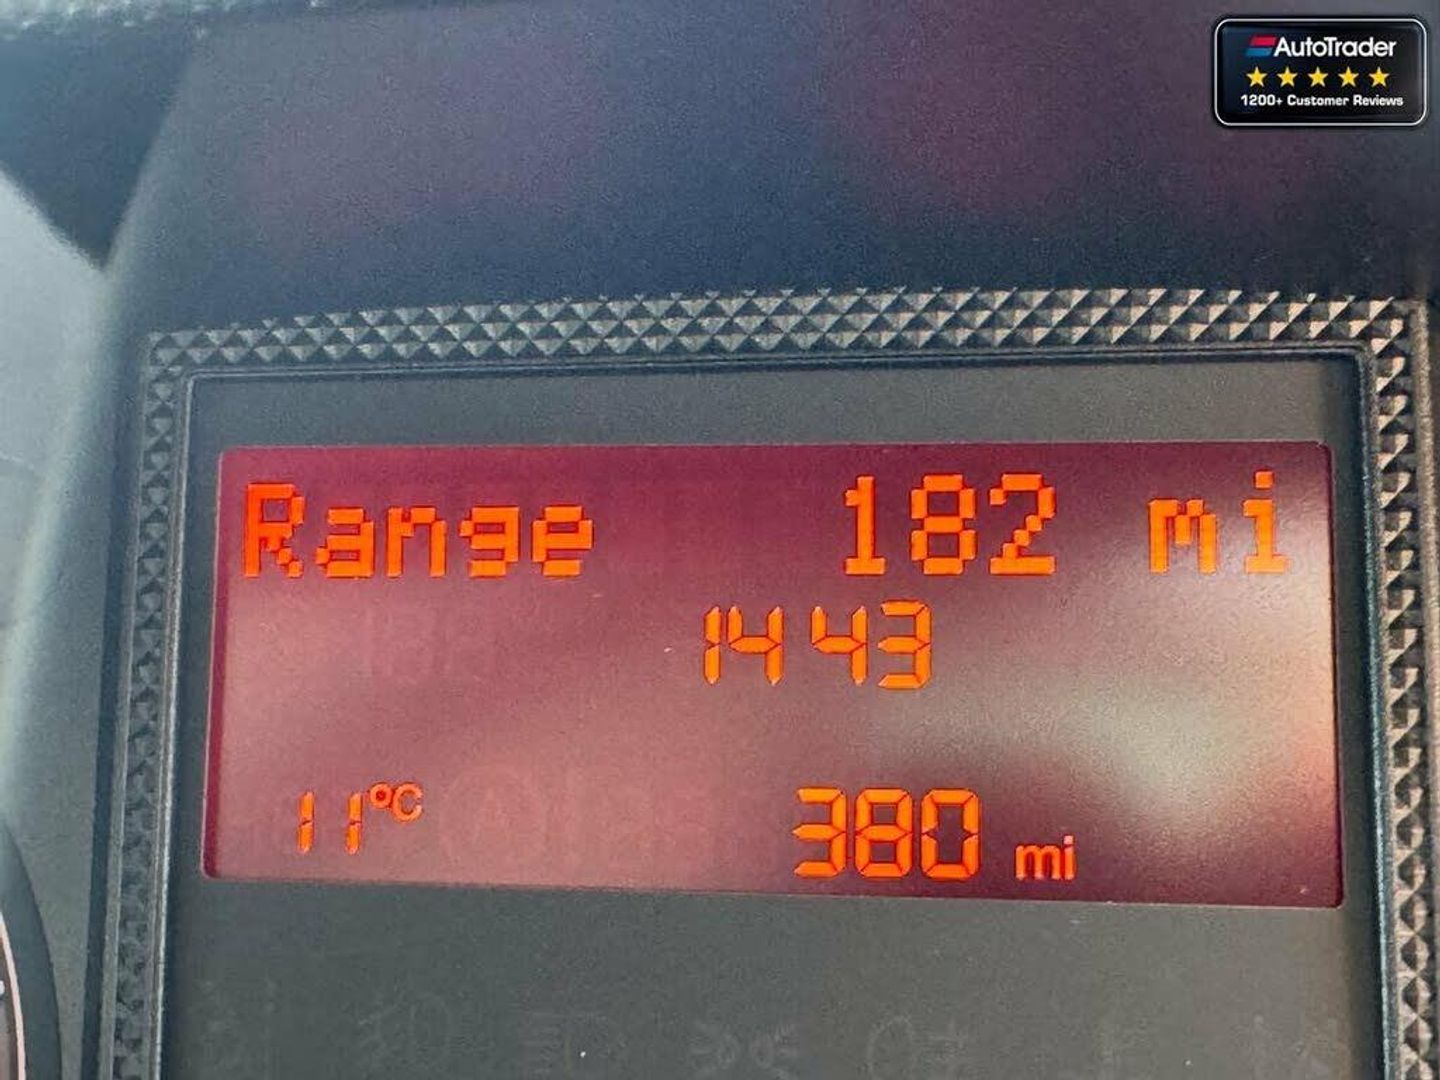 AutoTrader
1200+ Customer Reviews
Range 182 mi
14 43
11°C 380 mi